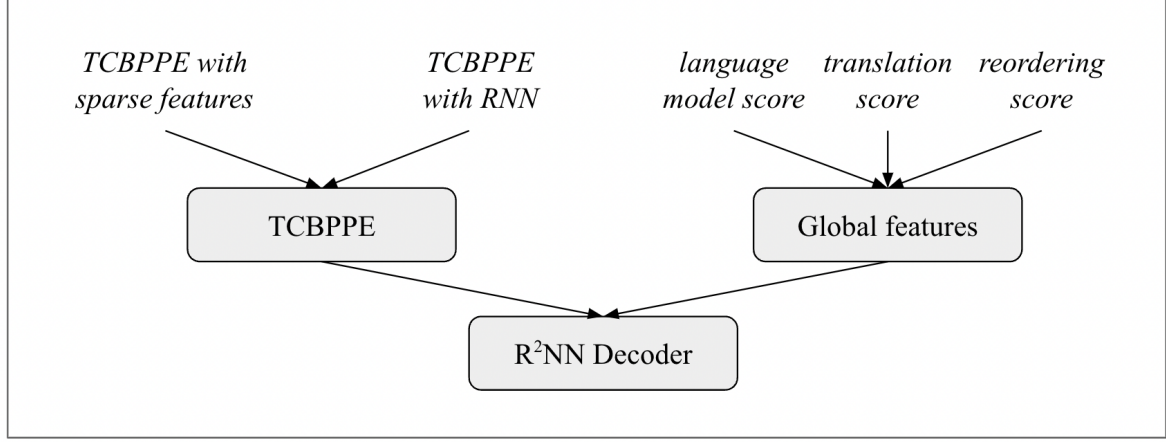 TCBPPE with
sparse features
TCBPPE
with RNN
language
model score
translation
score
reordering
score
TCBPPE
Global features
R²NN Decoder